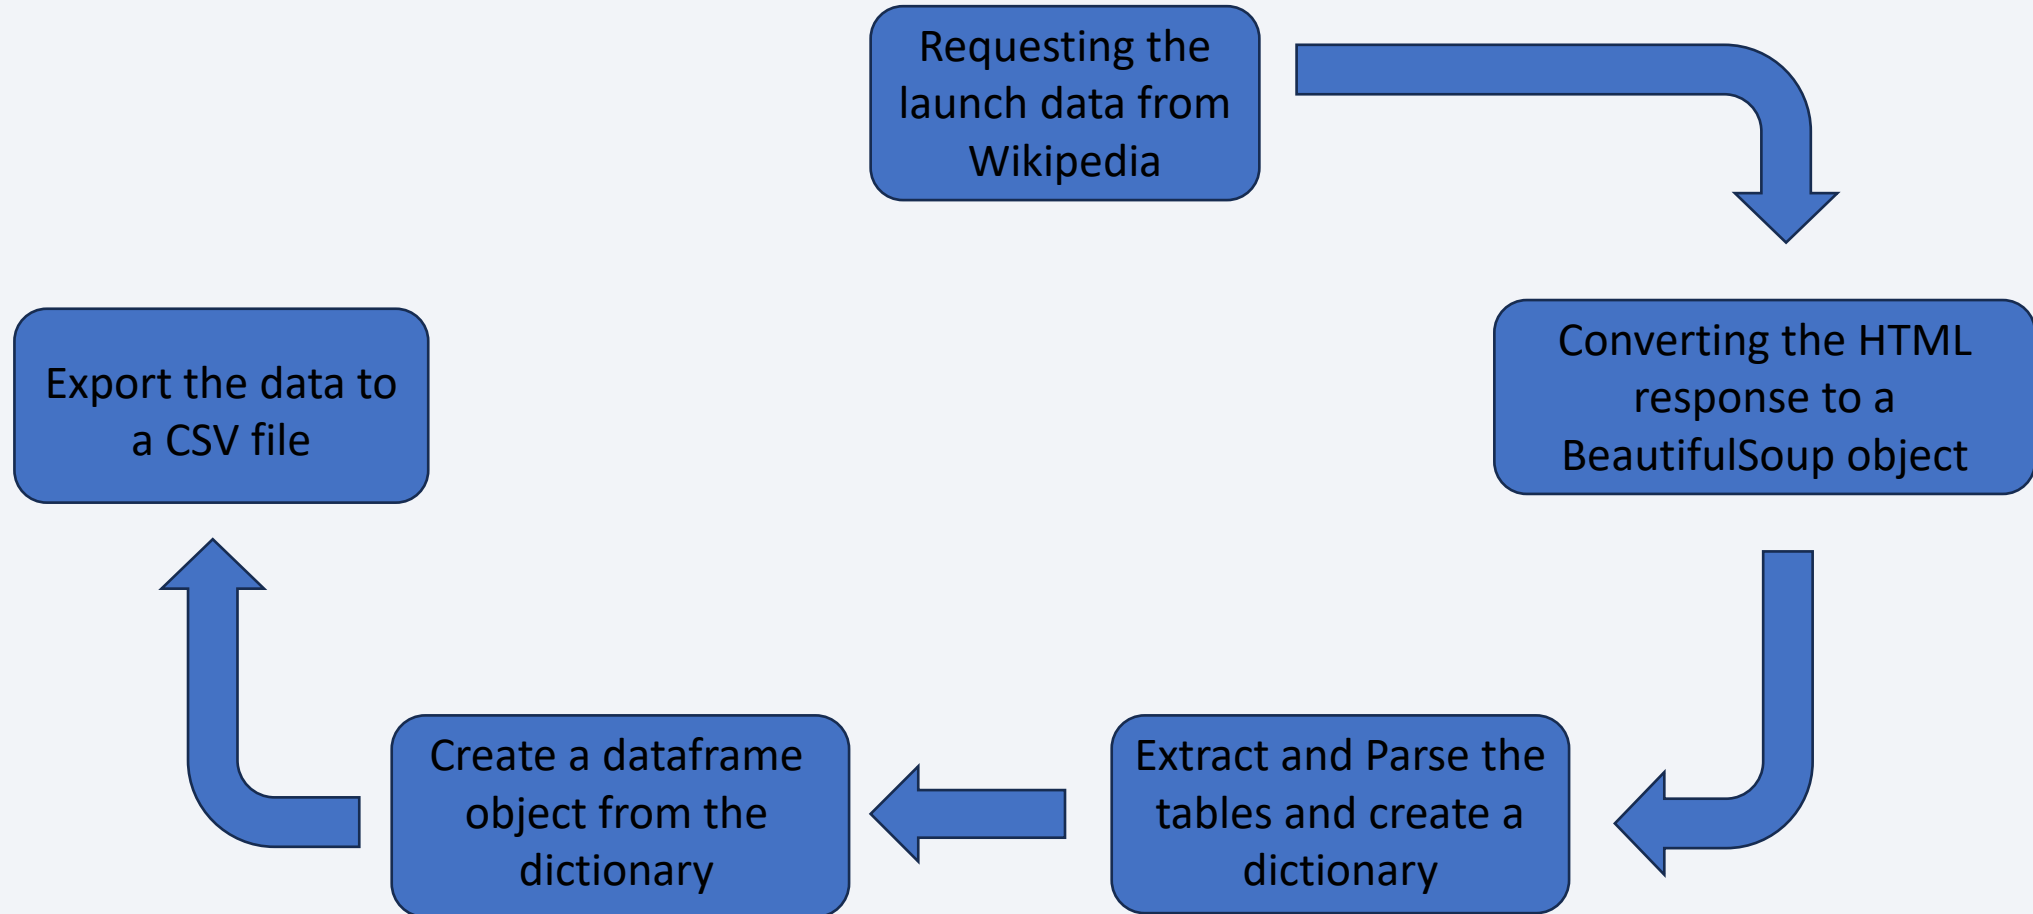 Requesting the
launch data from
Wikipedia
Converting the HTML
response to a
BeautifulSoup object
Extract and Parse the
tables and create a
dictionary
Create a dataframe
object from the
dictionary
Export the data to
a CSV file